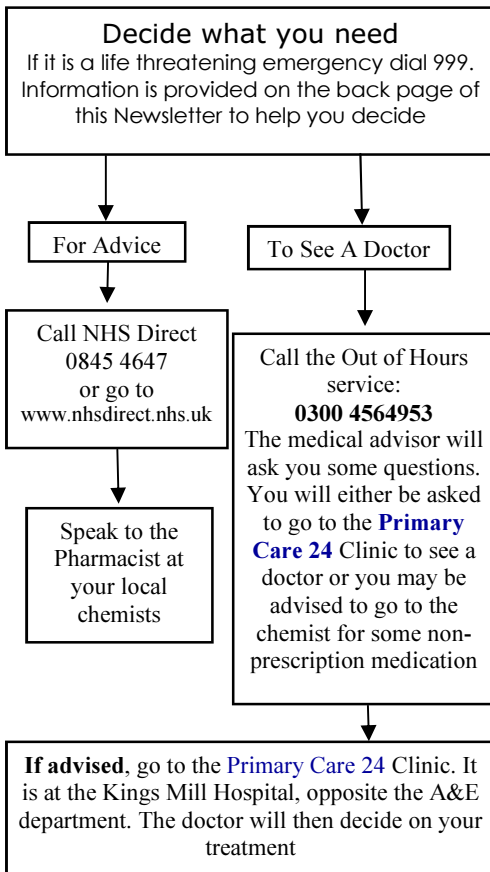 Decide what you need
If it is a life threatening emergency dial 999.
Information is provided on the back page of
this Newsletter to help you decide
For Advice
To See A Doctor
Call NHS Direct
0845 4647
or go to
www.nhsdirect.nhs.uk
Speak to the
Pharmacist at
your local
chemists
Call the Out of Hours
service:
0300 4564953
The medical advisor will
ask you some questions.
You will either be asked
to go to the Primary
Care 24 Clinic to see a
doctor or you may be
advised to go to the
chemist for some non-
prescription medication
If advised, go to the Primary Care 24 Clinic. It
is at the Kings Mill Hospital, opposite the A&E
department. The doctor will then decide on your
treatment